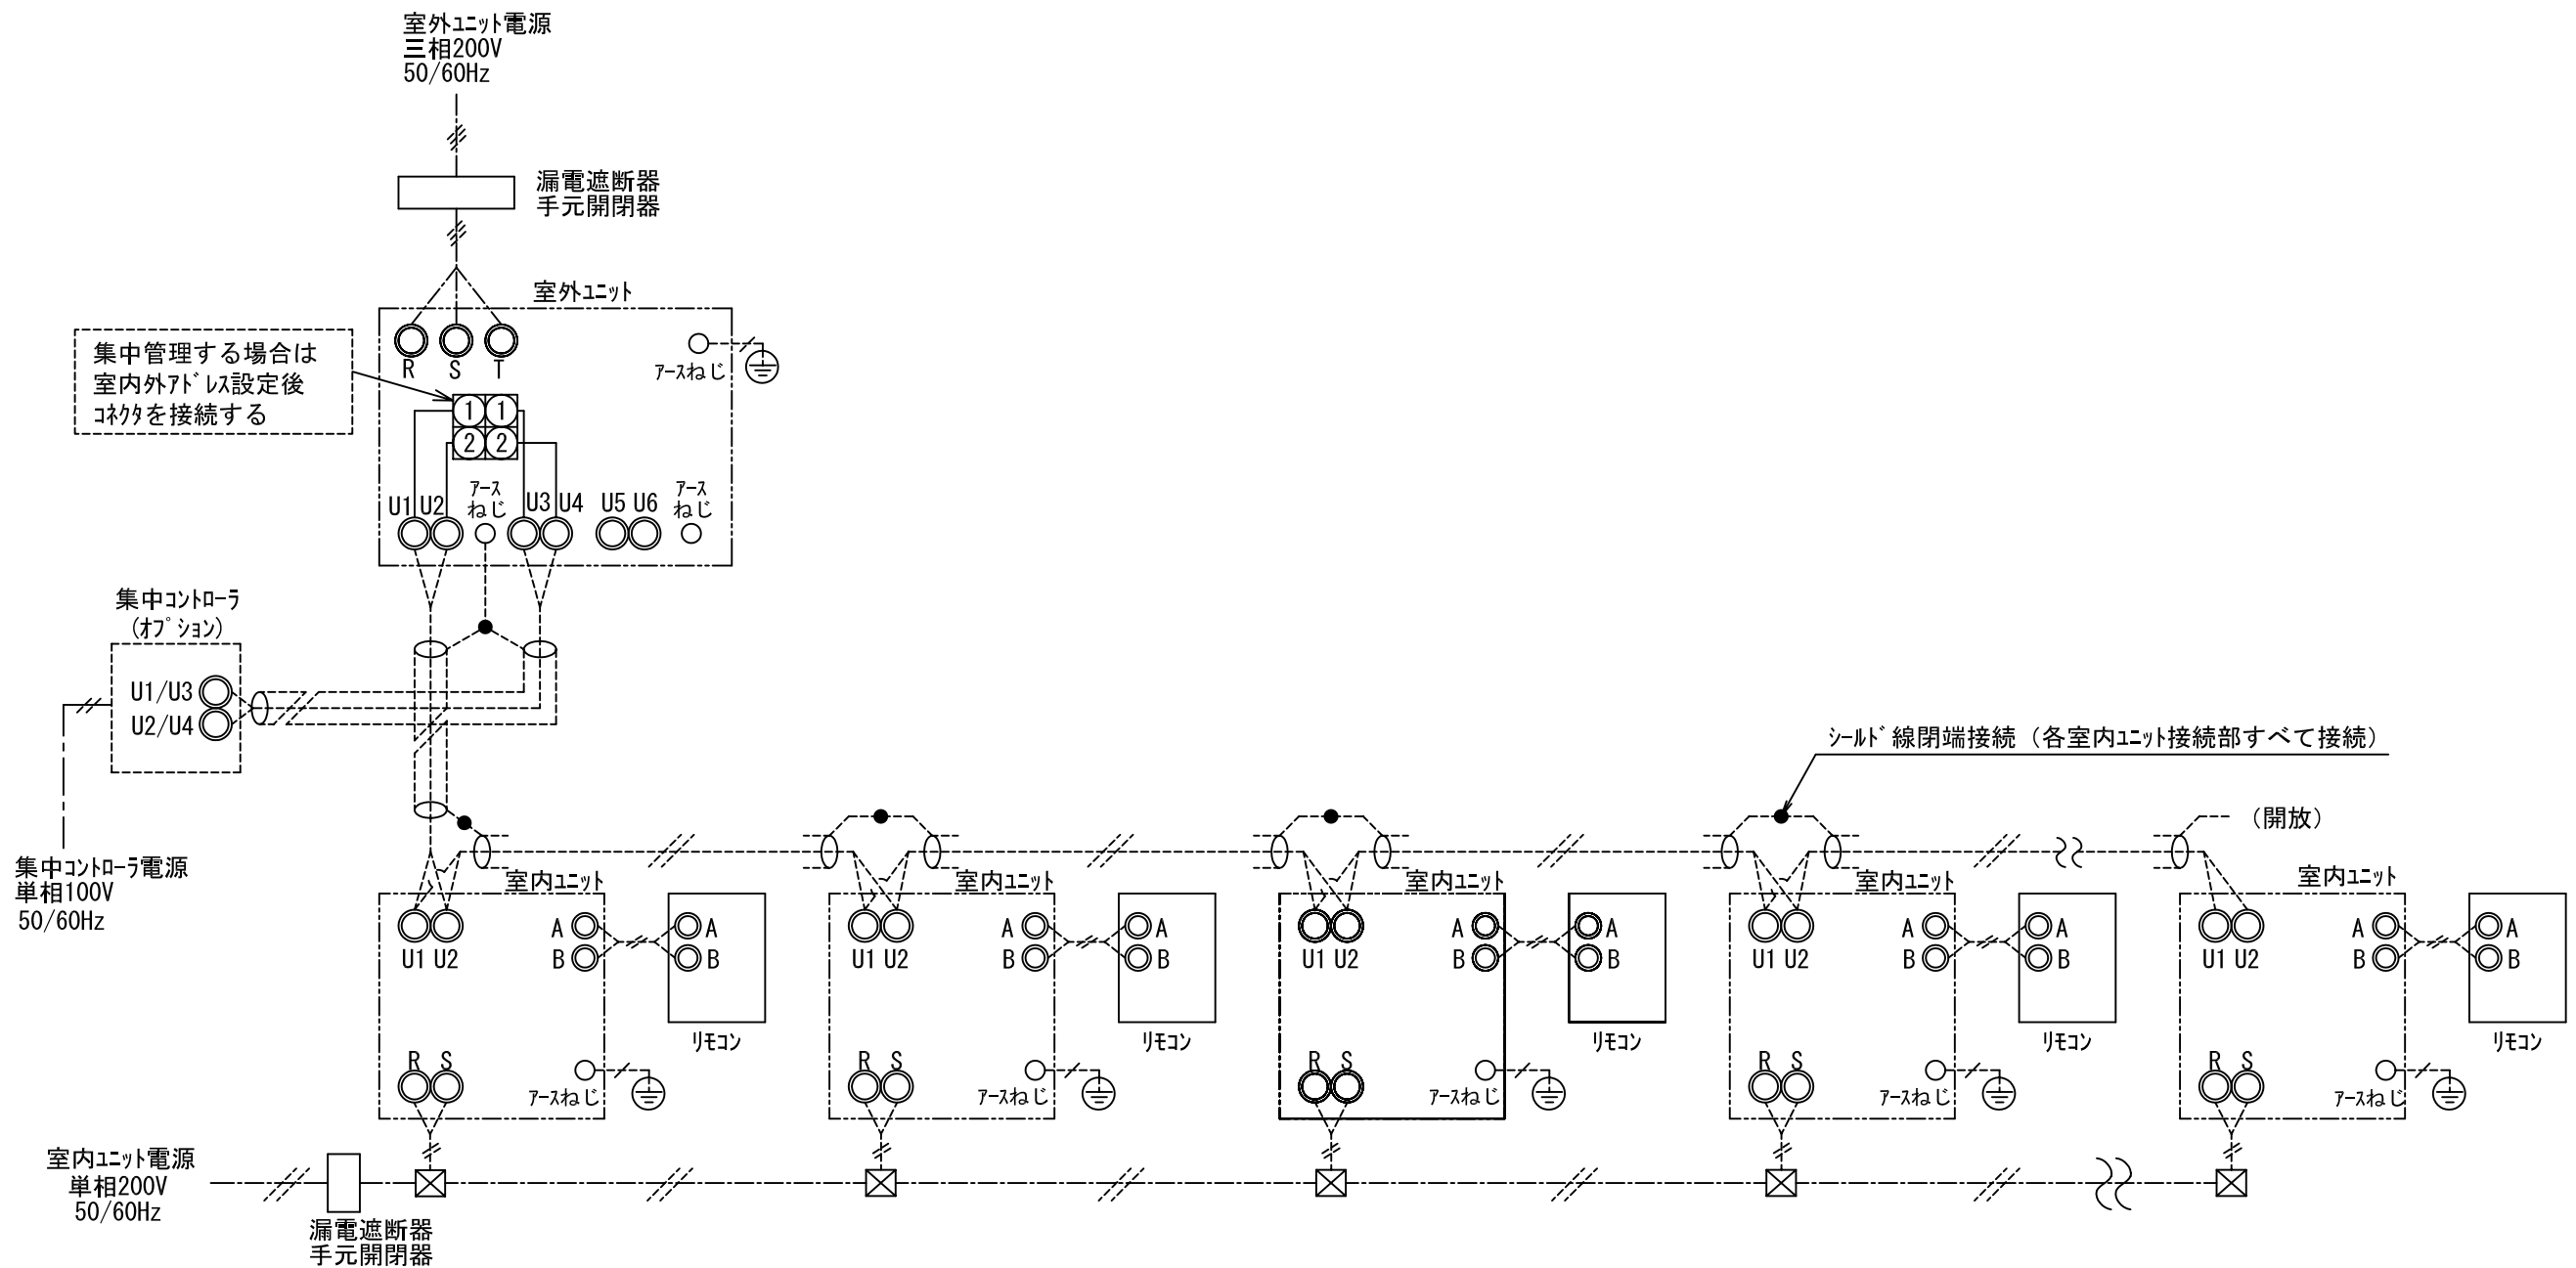 室外ﾕﾆｯﾄ電源
三相200V
50/60Hz
漏電遮断器
手元開閉器
室外ﾕﾆｯﾄ
R S T
ｱｰｽねじ
集中管理する場合は
室内外ｱﾄﾞﾚｽ設定後
ｺﾈｸﾀを接続する
1 1
2 2
U1 U2
ｱｰｽ
ねじ
U3 U4
U5 U6
ｱｰｽ
ねじ
集中ｺﾝﾄﾛｰﾗ
(ｵﾌﾟｼｮﾝ)
U1/U3
U2/U4
集中ｺﾝﾄﾛｰﾗ電源
単相100V
50/60Hz
ｼｰﾙﾄﾞ線閉端接続（各室内ﾕﾆｯﾄ接続部すべて接続）
（開放）
室内ﾕﾆｯﾄ
U1 U2
A
B
A
B
ﾘﾓｺﾝ
R S
ｱｰｽねじ
室内ﾕﾆｯﾄ
U1 U2
A
B
A
B
ﾘﾓｺﾝ
R S
ｱｰｽねじ
室内ﾕﾆｯﾄ
U1 U2
A
B
A
B
ﾘﾓｺﾝ
R S
ｱｰｽねじ
室内ﾕﾆｯﾄ
U1 U2
A
B
A
B
ﾘﾓｺﾝ
R S
ｱｰｽねじ
室内ﾕﾆｯﾄ
U1 U2
A
B
A
B
ﾘﾓｺﾝ
R S
ｱｰｽねじ
室内ﾕﾆｯﾄ電源
単相200V
50/60Hz
漏電遮断器
手元開閉器